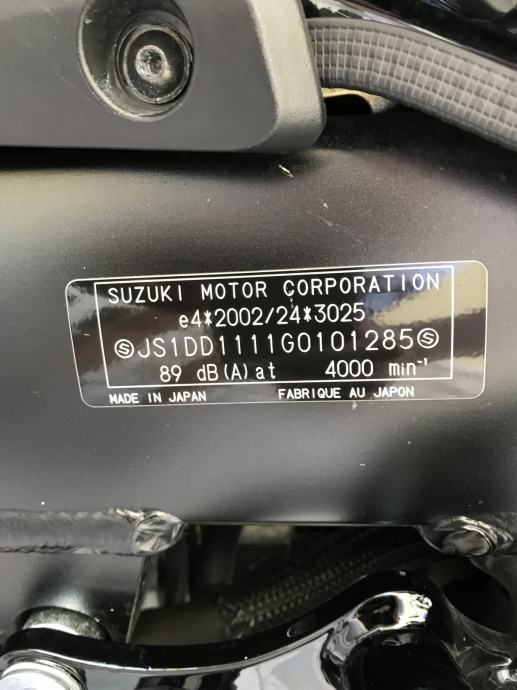 SUZUKI MOTOR CORPORATION
e4*2002/24*3025
ⓈJS1DD1111G0101285Ⓢ
89 dB(A) at 4000 min⁻¹
MADE IN JAPAN FABRIQUE AU JAPON